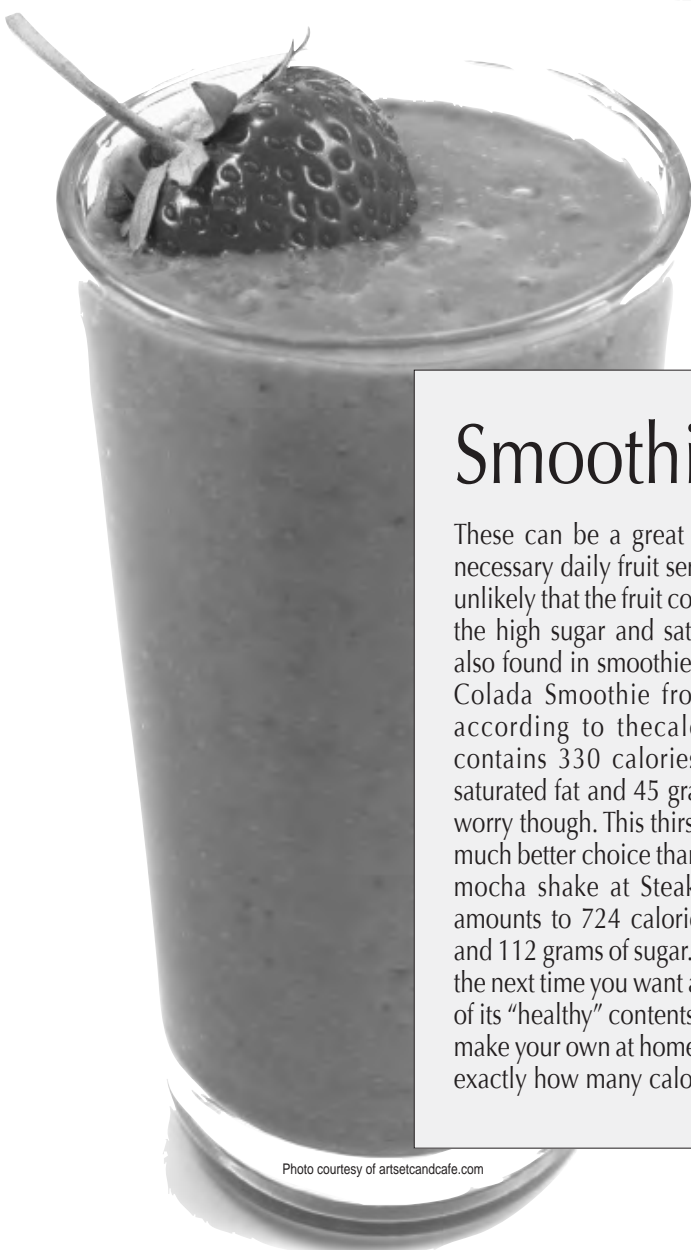 Smoothi
These can be a great
necessary daily fruit ser
unlikely that the fruit co
the high sugar and sat
also found in smoothie
Colada Smoothie fro
according to thecalo
contains 330 calories
saturated fat and 45 gra
worry though. This thirs
much better choice than
mocha shake at Steak
amounts to 724 calorie
and 112 grams of sugar.
the next time you want a
of its “healthy” contents
make your own at home
exactly how many calo
Photo courtesy of artsetcandcafe.com